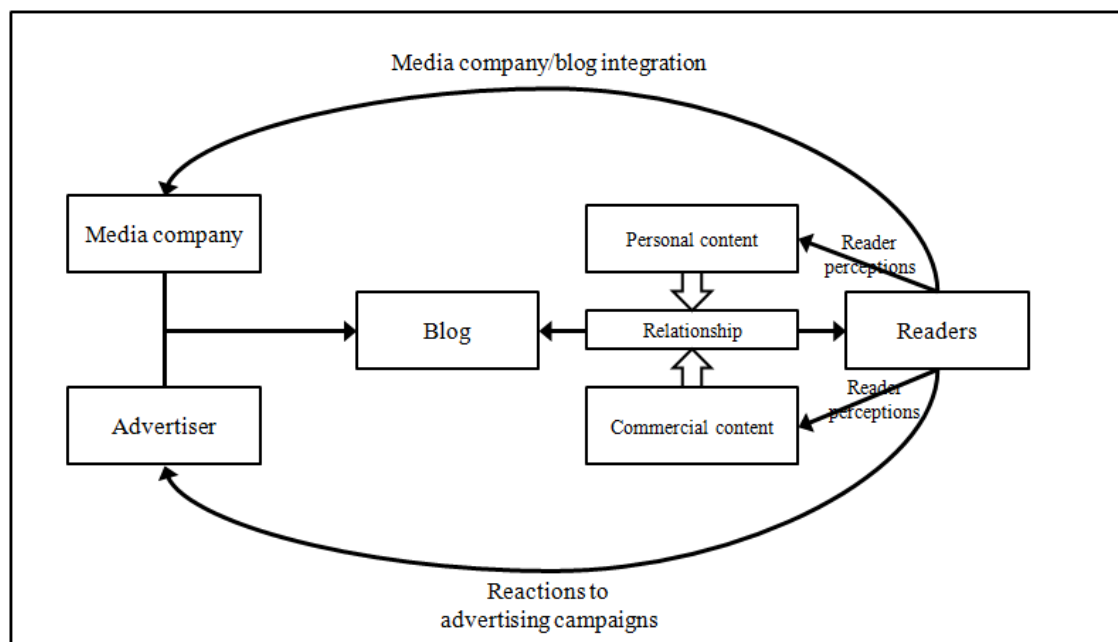 Media company/blog integration
Media company
Personal content
Reader
perceptions
Blog
Relationship
Readers
Advertiser
Commercial content
Reader
perceptions
Reactions to
advertising campaigns